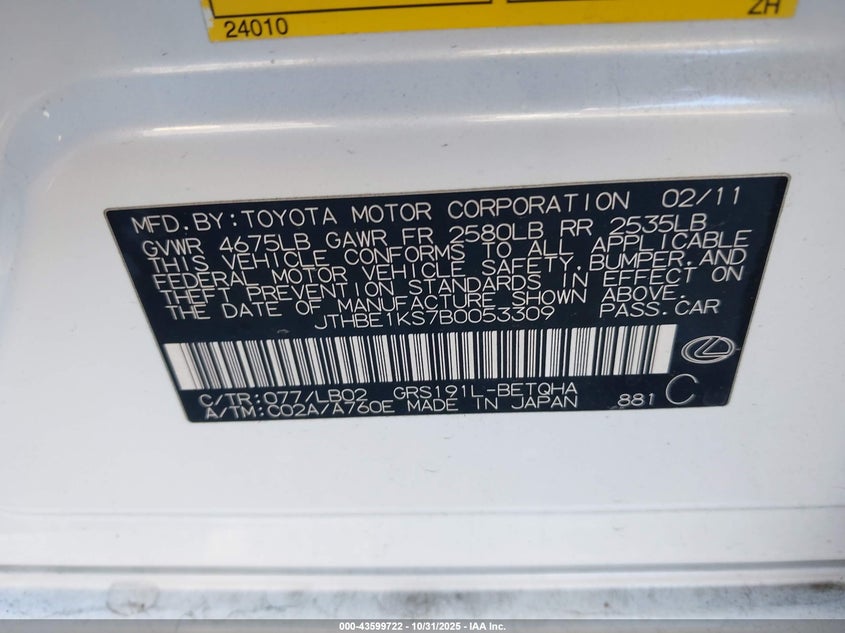 24010
ZH
MFD.BY:TOYOTA MOTOR CORPORATION 02/11
GVWR 4675LB GAWR FR 2580LB RR 2535LB
THIS VEHICLE CONFORMS TO ALL APPLICABLE
FEDERAL MOTOR VEHICLE SAFETY,BUMPER,AND
THEFT PREVENTION STANDARDS IN EFFECT ON
THE DATE OF MANUFACTURE SHOWN ABOVE.
JTHBE1KS7B0053309 PASS.CAR
C/TR:077/LB02 GRS191L-BETQHA
A/TM:C02A/A760E MADE IN JAPAN 881 C
000-43599722 - 10/31/2025 - IAA Inc.